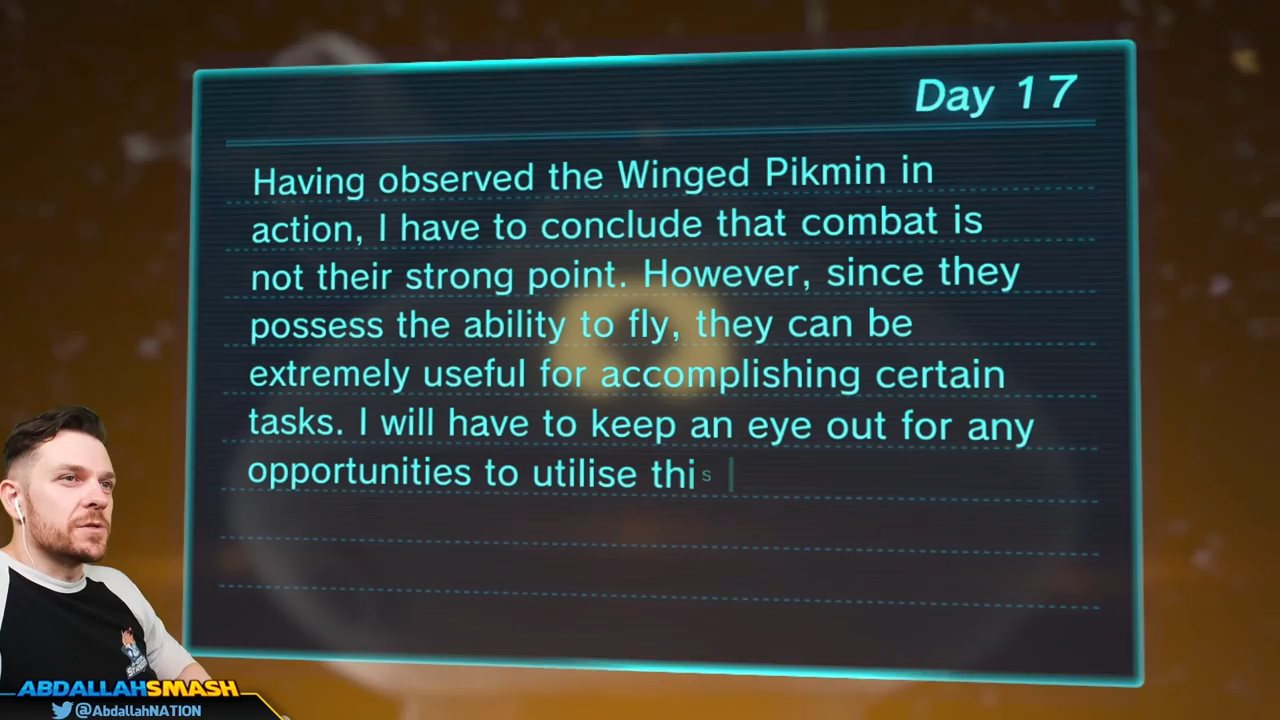 Day 17
Having observed the Winged Pikmin in
action, I have to conclude that combat is
not their strong point. However, since they
possess the ability to fly, they can be
extremely useful for accomplishing certain
tasks. I will have to keep an eye out for any
opportunities to utilise this
ABDALLAHSMASH
@AbdallahNATION